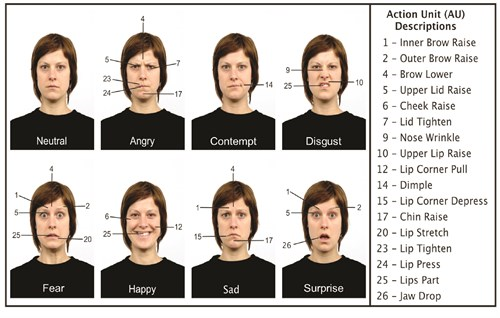 4
5
7
23
24
17
14
9
25
10
Neutral
Angry
Contempt
Disgust
4
1
2
5
25
20
6
12
25
4
1
15
17
1
2
5
26
Fear
Happy
Sad
Surprise
Action Unit (AU)
Descriptions
1 – Inner Brow Raise
2 – Outer Brow Raise
4 – Brow Lower
5 – Upper Lid Raise
6 – Cheek Raise
7 – Lid Tighten
9 – Nose Wrinkle
10 – Upper Lip Raise
12 – Lip Corner Pull
14 – Dimple
15 – Lip Corner Depress
17 – Chin Raise
20 – Lip Stretch
23 – Lip Tighten
24 – Lip Press
25 – Lips Part
26 – Jaw Drop